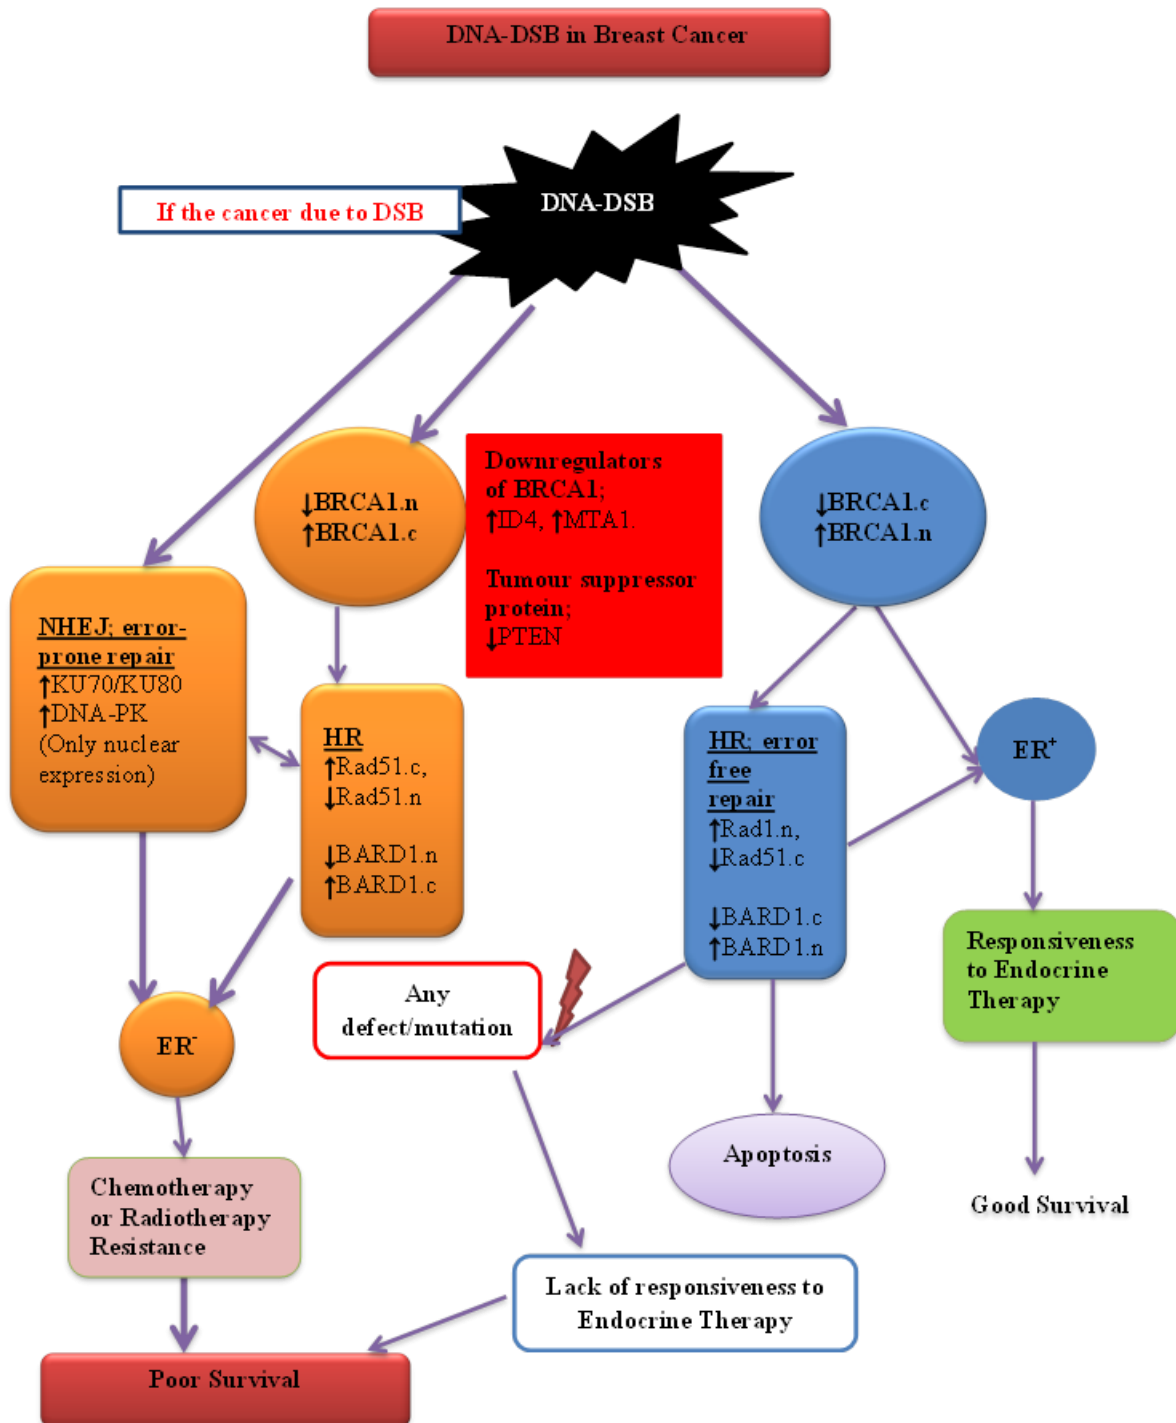 DNA-DSB in Breast Cancer
DNA-DSB
If the cancer due to DSB
↓BRCA1.n
↑BRCA1.c
Downregulators
of BRCA1;
↑ID4, ↑MTA1.
Tumour suppressor
protein;
↓PTEN
↓BRCA1.c
↑BRCA1.n
NHEJ; error-
prone repair
↑KU70/KU80
↑DNA-PK
(Only nuclear
expression)
HR
↑Rad51.c,
↓Rad51.n
↓BARD1.n
↑BARD1.c
HR; error
free
repair
↑Rad1.n,
↓Rad51.c
↓BARD1.c
↑BARD1.n
ER⁺
Responsiveness
to Endocrine
Therapy
Any
defect/mutation
ER⁻
Apoptosis
Good Survival
Chemotherapy
or Radiotherapy
Resistance
Lack of responsiveness to
Endocrine Therapy
Poor Survival